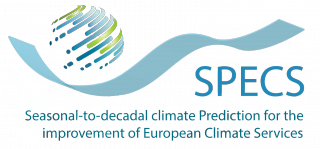 SPECS
Seasonal-to-decadal climate Prediction for the
improvement of European Climate Services